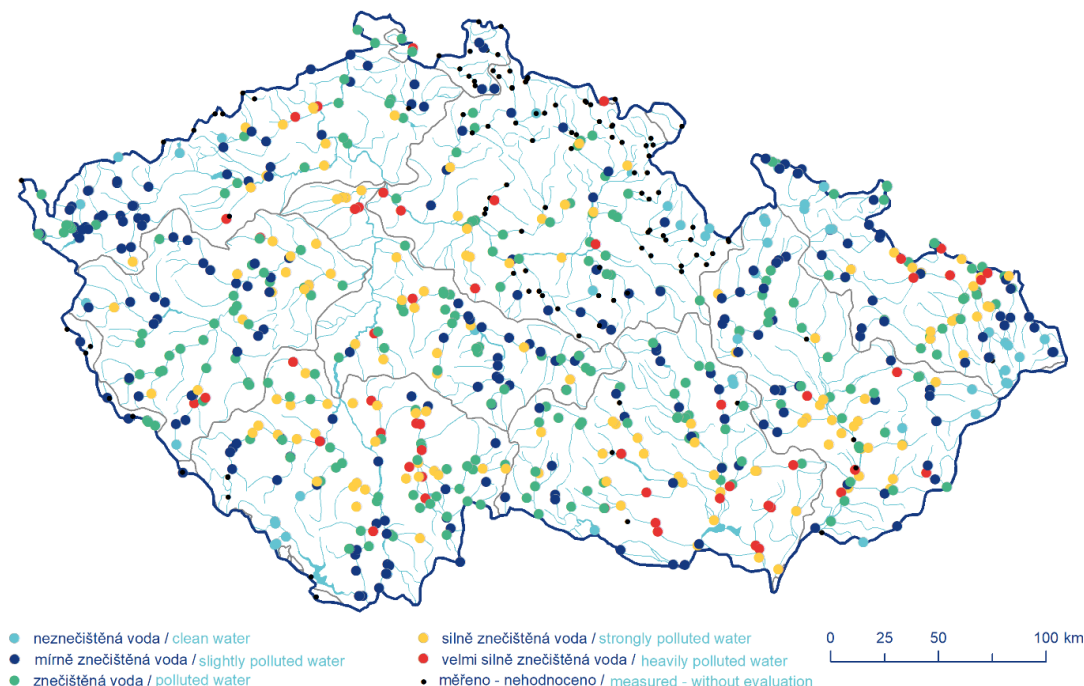 neznečištěná voda / clean water
mírně znečištěná voda / slightly polluted water
znečištěná voda / polluted water
silně znečištěná voda / strongly polluted water
velmi silně znečištěná voda / heavily polluted water
měřeno - nehodnoceno / measured - without evaluation
0 25 50 100 km